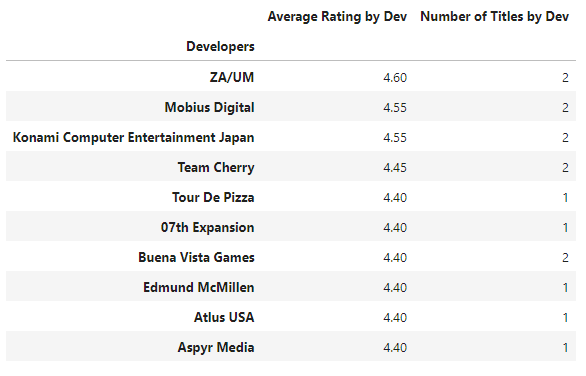 Average Rating by Dev Number of Titles by Dev
Developers
ZA/UM 4.60 2
Mobius Digital 4.55 2
Konami Computer Entertainment Japan 4.55 2
Team Cherry 4.45 2
Tour De Pizza 4.40 1
07th Expansion 4.40 1
Buena Vista Games 4.40 2
Edmund McMillen 4.40 1
Atlus USA 4.40 1
Aspyr Media 4.40 1